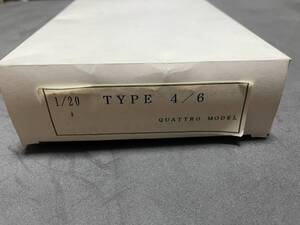 1/20 TYPE 4/6
QUATTRO MODEL